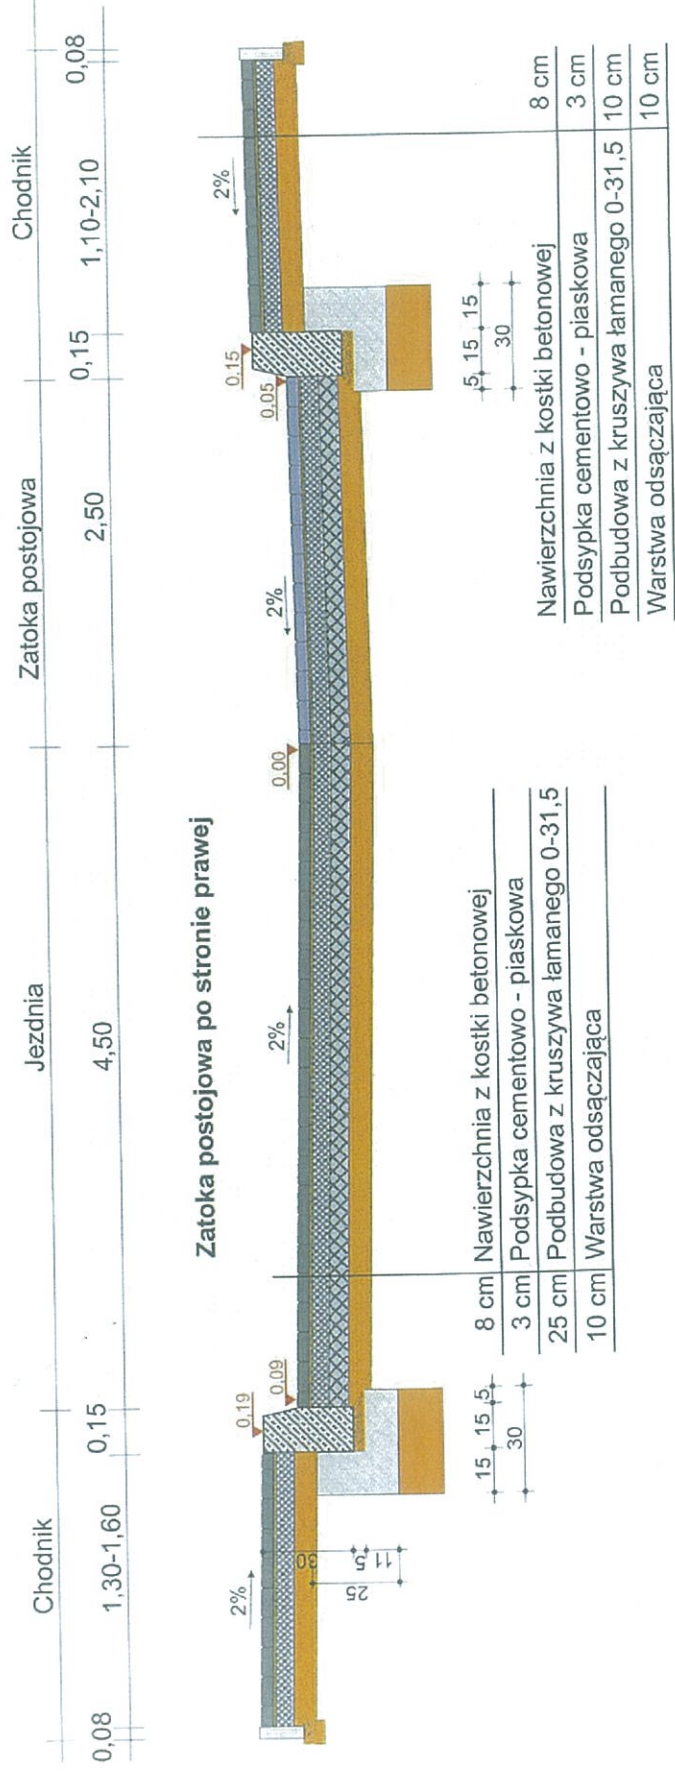 Chodnik
Jezdnia
Zatoka postojowa
Chodnik
0,08
1,30-1,60
0,15
4,50
2,50
0,15
1,10-2,10
0,08
Zatoka postojowa po stronie prawej
2%
0,19
0,09
2%
0,00
2%
0,05
0,15
2%
30
5
11
25
15 15 5
30
8 cm Nawierzchnia z kostki betonowej
3 cm Podsypka cementowo - piaskowa
25 cm Podbudowa z kruszywa łamanego 0-31,5
10 cm Warstwa odsączająca
5 15 15
30
Nawierzchnia z kostki betonowej 8 cm
Podsypka cementowo - piaskowa 3 cm
Podbudowa z kruszywa łamanego 0-31,5 10 cm
Warstwa odsączająca 10 cm